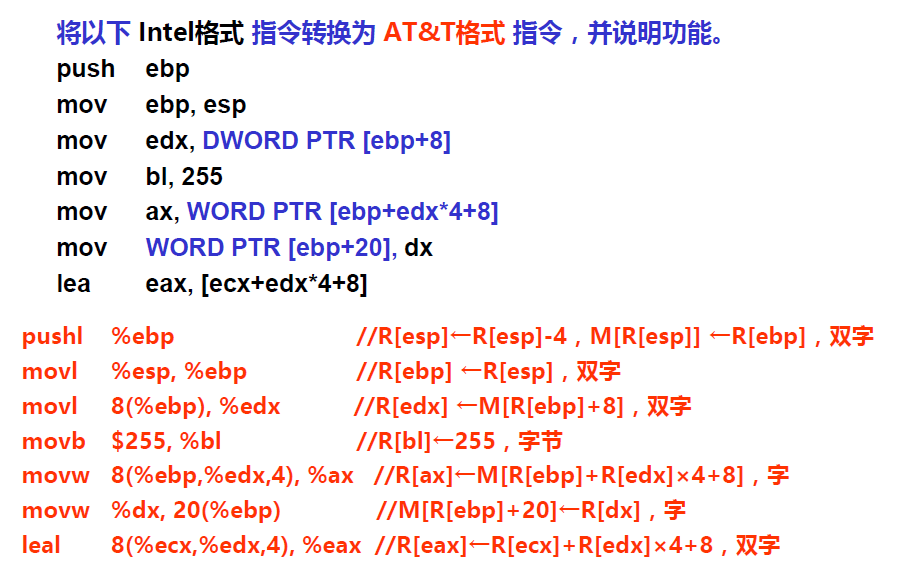 将以下 Intel格式 指令转换为 AT&T格式 指令，并说明功能。
push ebp
mov ebp, esp
mov edx, DWORD PTR [ebp+8]
mov bl, 255
mov ax, WORD PTR [ebp+edx*4+8]
mov WORD PTR [ebp+20], dx
lea eax, [ecx+edx*4+8]
pushl %ebp //R[esp]←R[esp]-4，M[R[esp]] ←R[ebp]，双字
movl %esp, %ebp //R[ebp] ←R[esp]，双字
movl 8(%ebp), %edx //R[edx] ←M[R[ebp]+8]，双字
movb $255, %bl //R[bl]←255，字节
movw 8(%ebp,%edx,4), %ax //R[ax]←M[R[ebp]+R[edx]×4+8]，字
movw %dx, 20(%ebp) //M[R[ebp]+20]←R[dx]，字
leal 8(%ecx,%edx,4), %eax //R[eax]←R[ecx]+R[edx]×4+8，双字